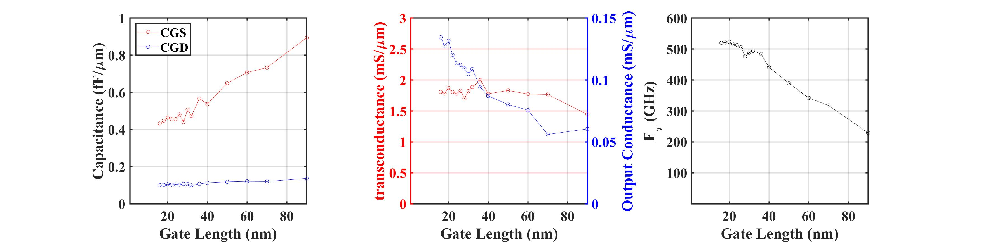 1
0.8
0.6
0.4
0.2
0
Capacitance (fF/μm)
CGS
CGD
20 40 60 80
Gate Length (nm)
3
2.5
2
1.5
1
0.5
0
transconductance (mS/μm)
0.15
0.1
0.05
0
Output Conductance (mS/μm)
20 40 60 80
Gate Length (nm)
600
500
400
300
200
100
F_τ (GHz)
20 40 60 80
Gate Length (nm)